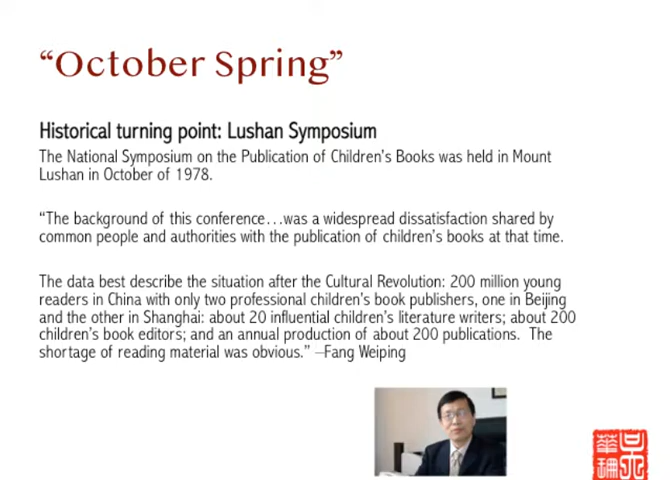 “October Spring”
Historical turning point: Lushan Symposium
The National Symposium on the Publication of Children’s Books was held in Mount
Lushan in October of 1978.
“The background of this conference…was a widespread dissatisfaction shared by
common people and authorities with the publication of children’s books at that time.
The data best describe the situation after the Cultural Revolution: 200 million young
readers in China with only two professional children’s book publishers, one in Beijing
and the other in Shanghai: about 20 influential children’s literature writers; about 200
children’s book editors; and an annual production of about 200 publications.  The
shortage of reading material was obvious.” –Fang Weiping